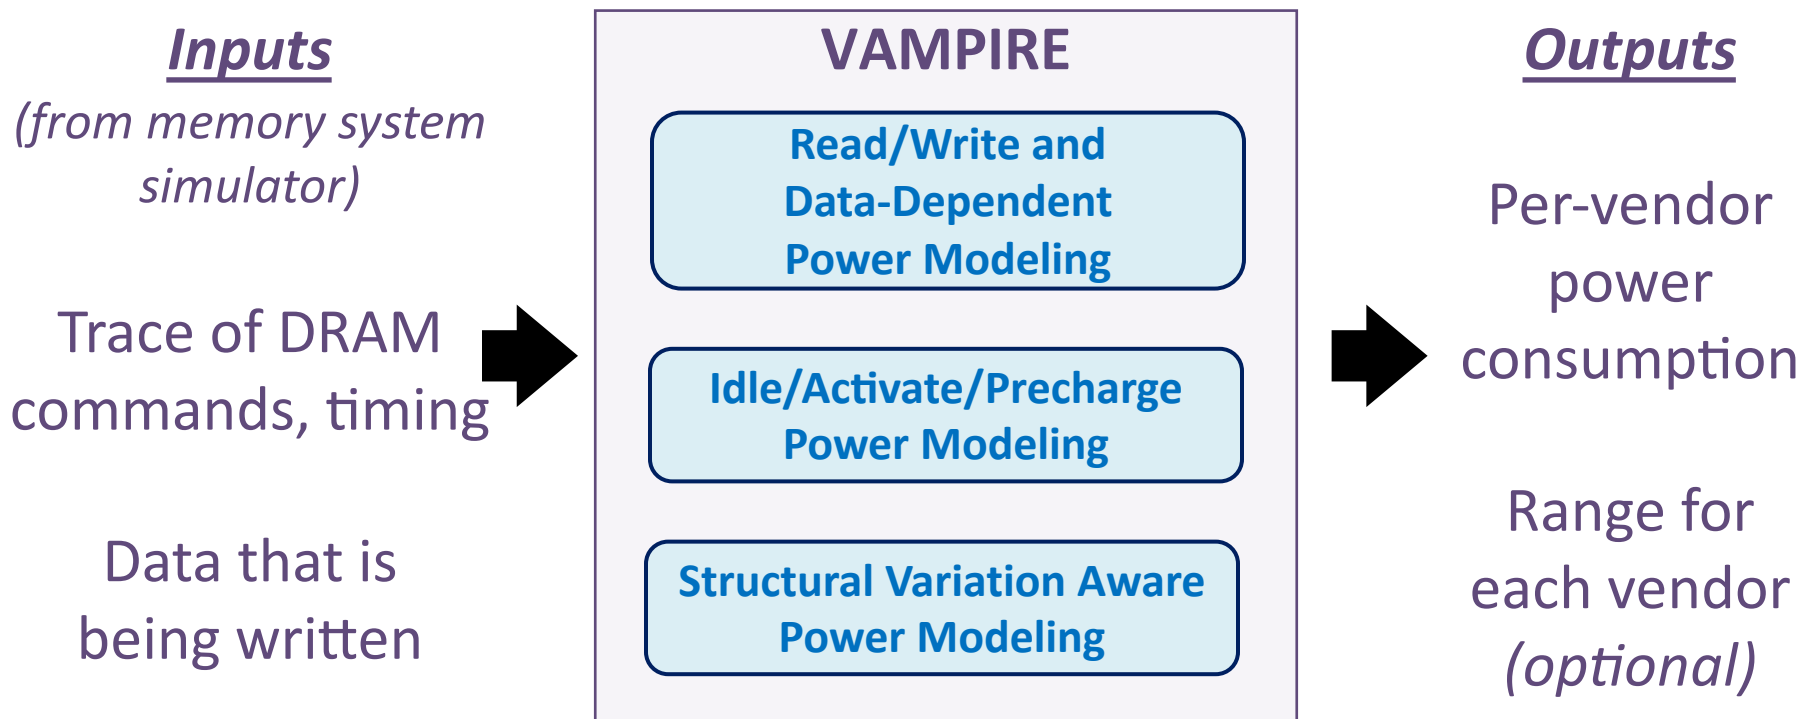 Inputs
(from memory system
simulator)
Trace of DRAM
commands, timing
Data that is
being written
VAMPIRE
Read/Write and
Data-Dependent
Power Modeling
Idle/Activate/Precharge
Power Modeling
Structural Variation Aware
Power Modeling
Outputs
Per-vendor
power
consumption
Range for
each vendor
(optional)